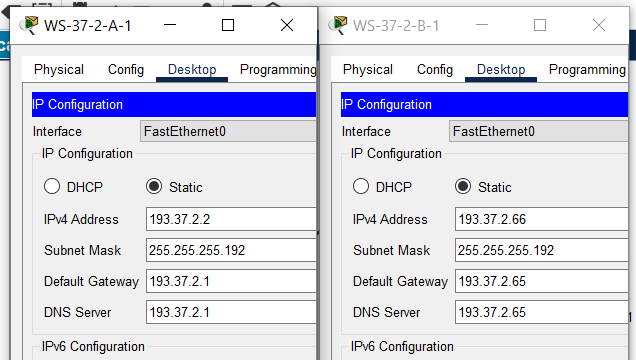 WS-37-2-A-1
Physical Config Desktop Programming
IP Configuration
Interface FastEthernet0
IP Configuration
DHCP Static
IPv4 Address 193.37.2.2
Subnet Mask 255.255.255.192
Default Gateway 193.37.2.1
DNS Server 193.37.2.1
IPv6 Configuration
WS-37-2-B-1
Physical Config Desktop Programming
IP Configuration
Interface FastEthernet0
IP Configuration
DHCP Static
IPv4 Address 193.37.2.66
Subnet Mask 255.255.255.192
Default Gateway 193.37.2.65
DNS Server 193.37.2.65
IPv6 Configuration